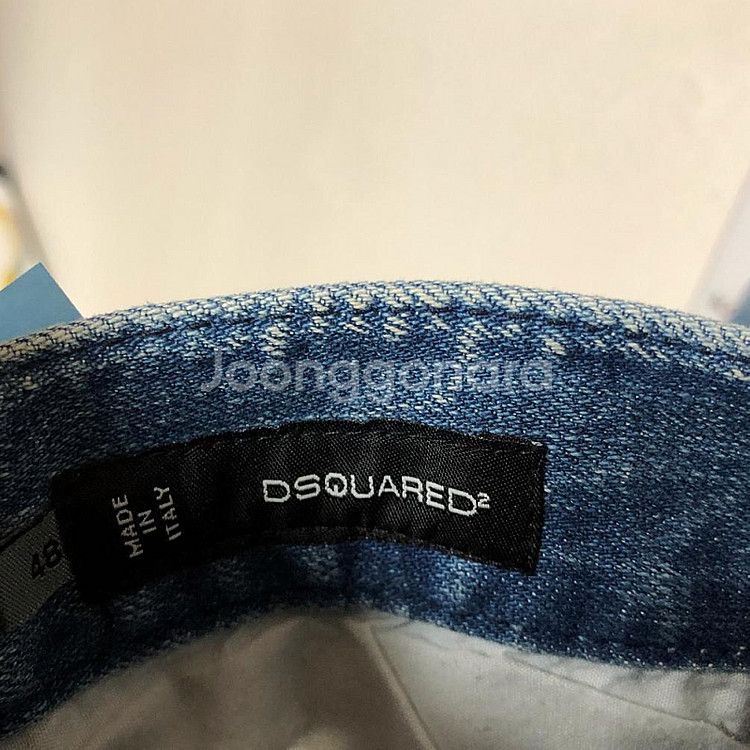 Joonggonara
DSQUARED²
MADE
IN
ITALY
48